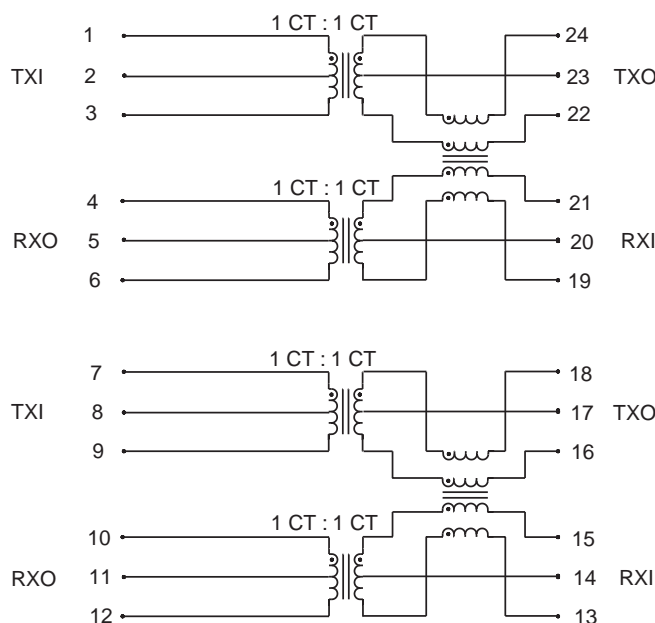 1 CT : 1 CT
1 24
TXI 2 23 TXO
3 22
1 CT : 1 CT
4 21
RXO 5 20 RXI
6 19
1 CT : 1 CT
7 18
TXI 8 17 TXO
9 16
1 CT : 1 CT
10 15
RXO 11 14 RXI
12 13